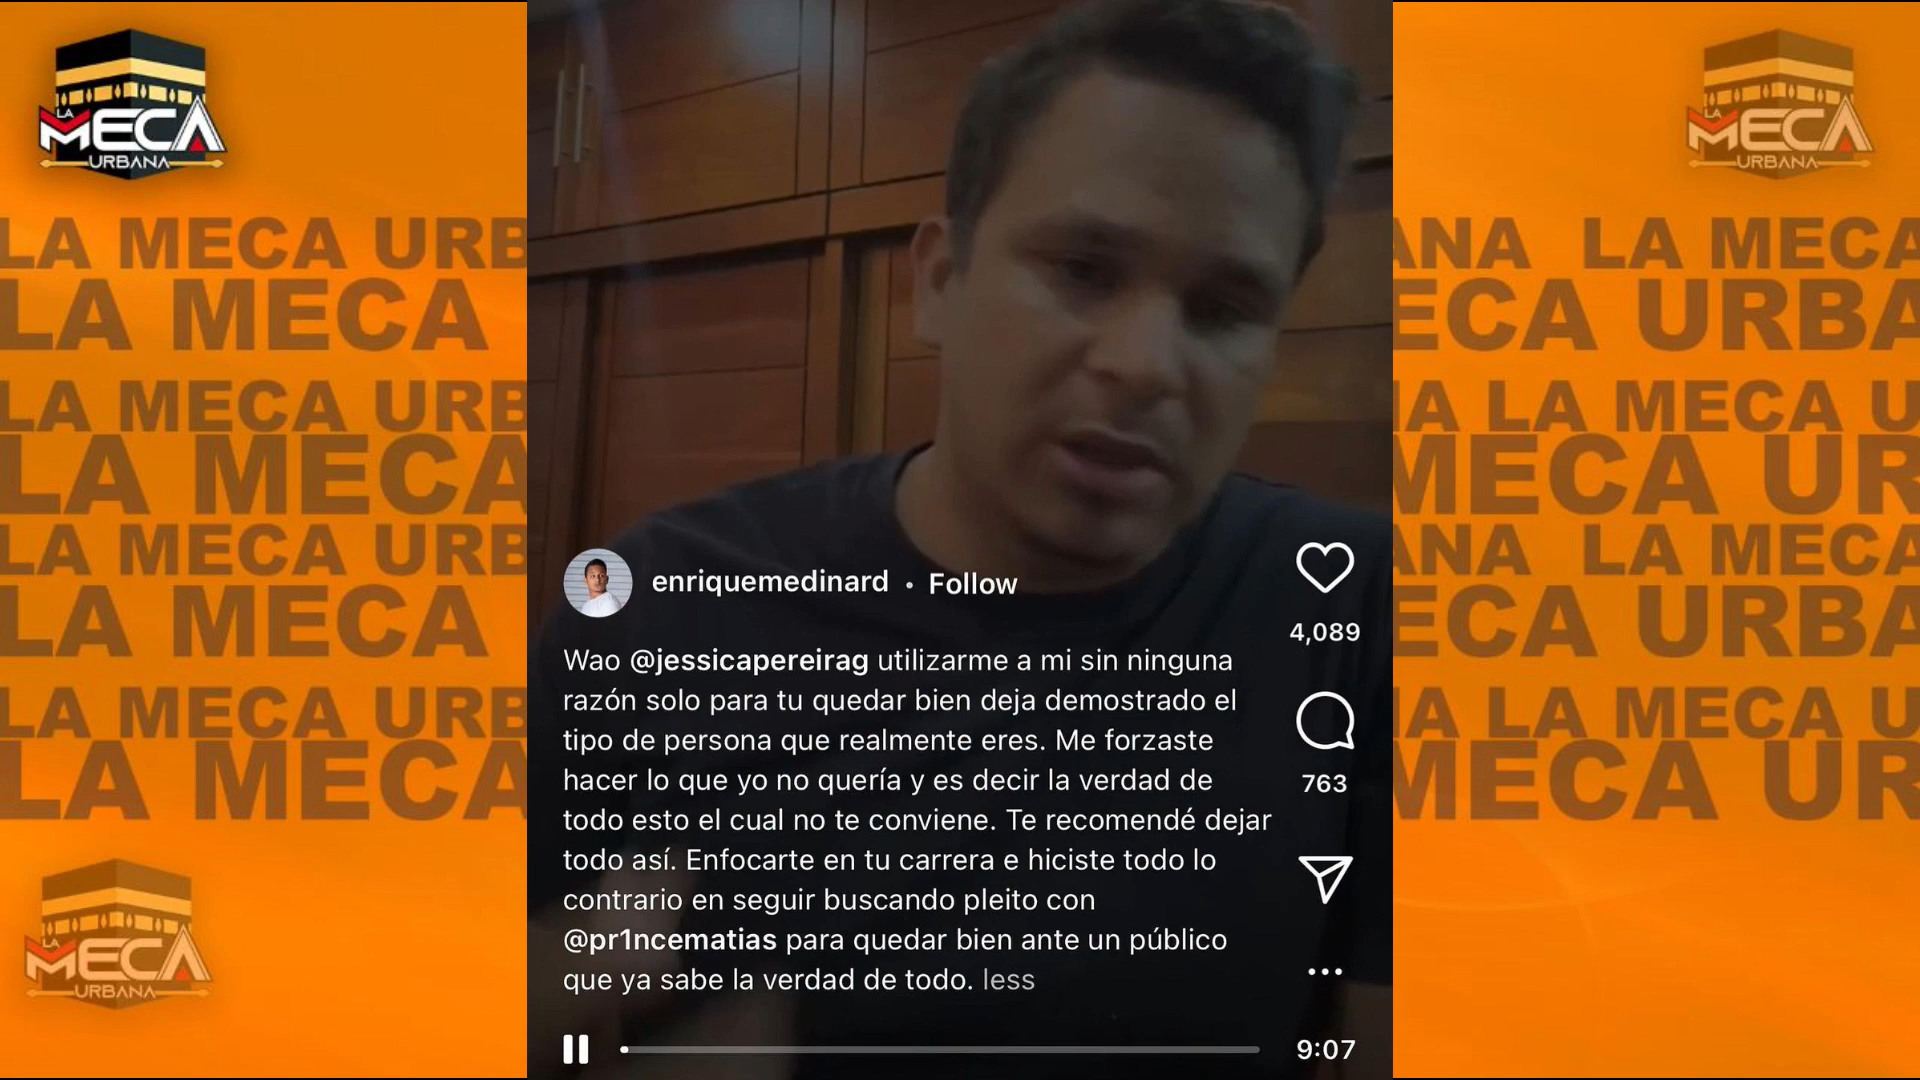 LA
MECA
URBANA
LA
MECA
URBANA
LA MECA URB
LA MECA
LA MECA URB
LA MECA
LA MECA URB
LA MECA
LA MECA URB
LA MECA
ANA LA MECA
ECA URBA
A LA MECA U
MECA UR
ANA LA MECA
ECA URBA
A LA MECA U
MECA UR
enriquemedinard • Follow
4,089
Wao @jessicapereirag utilizarme a mi sin ninguna
razón solo para tu quedar bien deja demostrado el
tipo de persona que realmente eres. Me forzaste
hacer lo que yo no quería y es decir la verdad de
todo esto el cual no te conviene. Te recomendé dejar
todo así. Enfocarte en tu carrera e hiciste todo lo
contrario en seguir buscando pleito con
@pr1ncematias para quedar bien ante un público
que ya sabe la verdad de todo. less
763
9:07
LA
MECA
URBANA